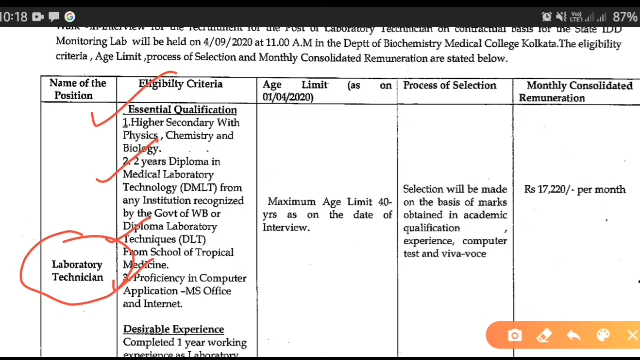 10:18
87%
Walk -in-interview for the recruitment for the Post of Laboratory Technician on contractual basis for the State IDD
Monitoring Lab will be held on 4/09/2020 at 11.00 A.M in the Deptt of Biochemistry Medical College Kolkata.The eligibility
criteria , Age Limit ,process of Selection and Monthly Consolidated Remuneration are stated below.
Name of the
Position
Eligibilty Criteria
Age Limit (as on
01/04/2020)
Process of Selection
Monthly Consolidated
Remuneration
Laboratory
Technician
Essential Qualification
1.Higher Secondary With
Physics , Chemistry and
Biology.
2. 2 years Diploma in
Medical Laboratory
Technology (DMLT) from
any Institution recognized
by the Govt of WB or
Diploma Laboratory
Techniques (DLT)
From School of Tropical
Medicine.
3. Proficiency in Computer
Application –MS Office
and Internet.
Desirable Experience
Completed 1 year working
experience as Laboratory
Maximum Age Limit 40-
yrs as on the date of
Interview.
Selection will be made
on the basis of marks
obtained in academic
qualification ,
experience, computer
test and viva-voce
Rs 17,220/- per month